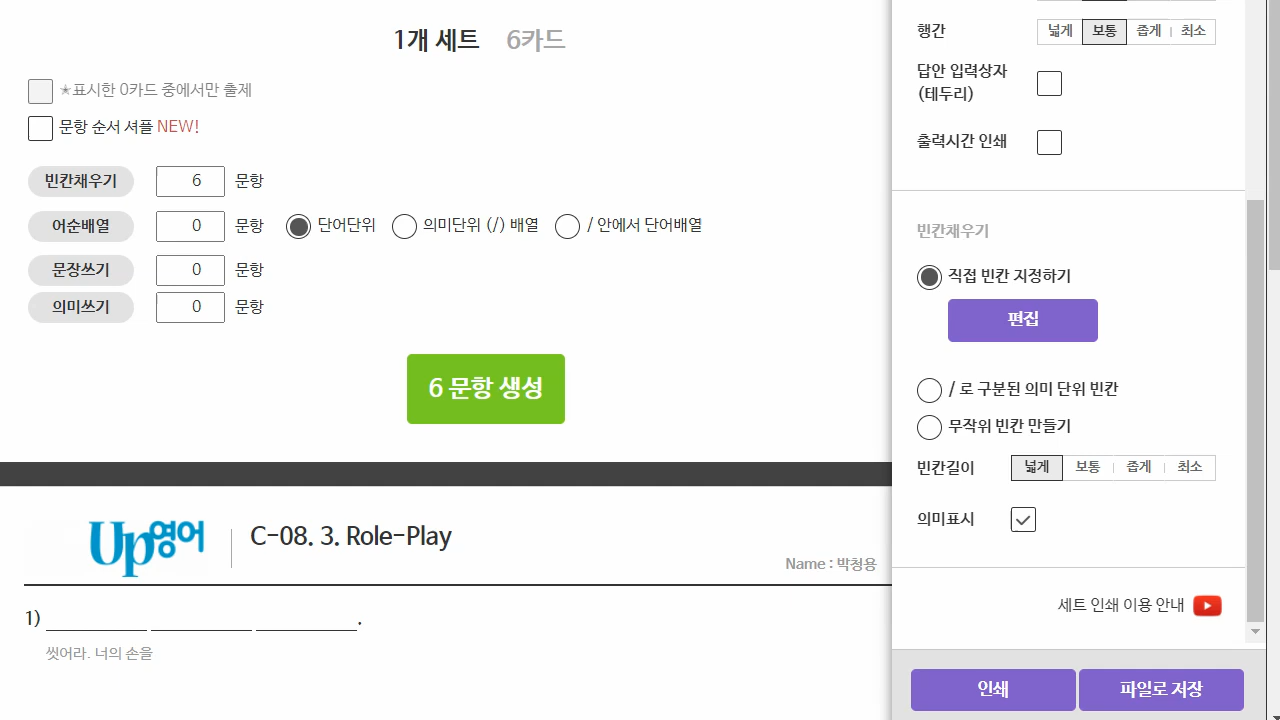 1개 세트 6카드
★표시한 0카드 중에서만 출제
문항 순서 셔플 NEW!
빈칸채우기 6 문항
어순배열 0 문항 단어단위 의미단위 (/) 배열 / 안에서 단어배열
문장쓰기 0 문항
의미쓰기 0 문항
6 문항 생성
Up영어 C-08. 3. Role-Play
Name : 박청용
1) ______ ______ ______.
씻어라. 너의 손을
행간 넓게 보통 좁게 최소
답안 입력상자
(테두리)
출력시간 인쇄
빈칸채우기
직접 빈칸 지정하기
편집
/ 로 구분된 의미 단위 빈칸
무작위 빈칸 만들기
빈칸길이 넓게 보통 좁게 최소
의미표시
세트 인쇄 이용 안내
인쇄 파일로 저장